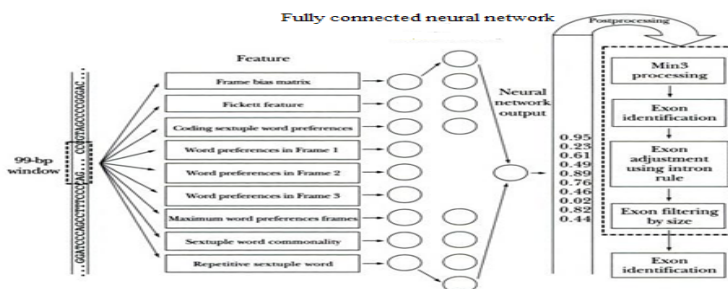 Fully connected neural network
Postprocessing
Feature
Frame bias matrix
Fickett feature
Coding sextuple word preferences
Word preferences in Frame 1
Word preferences in Frame 2
Word preferences in Frame 3
Maximum word preferences frames
Sextuple word commonality
Repetitive sextuple word
99-bp
window
Neural
network
output
0.95
0.23
0.61
0.49
0.89
0.76
0.46
0.02
0.82
0.44
Min3
processing
Exon
identification
Exon
adjustment
using intron
rule
Exon filtering
by size
Exon
identification